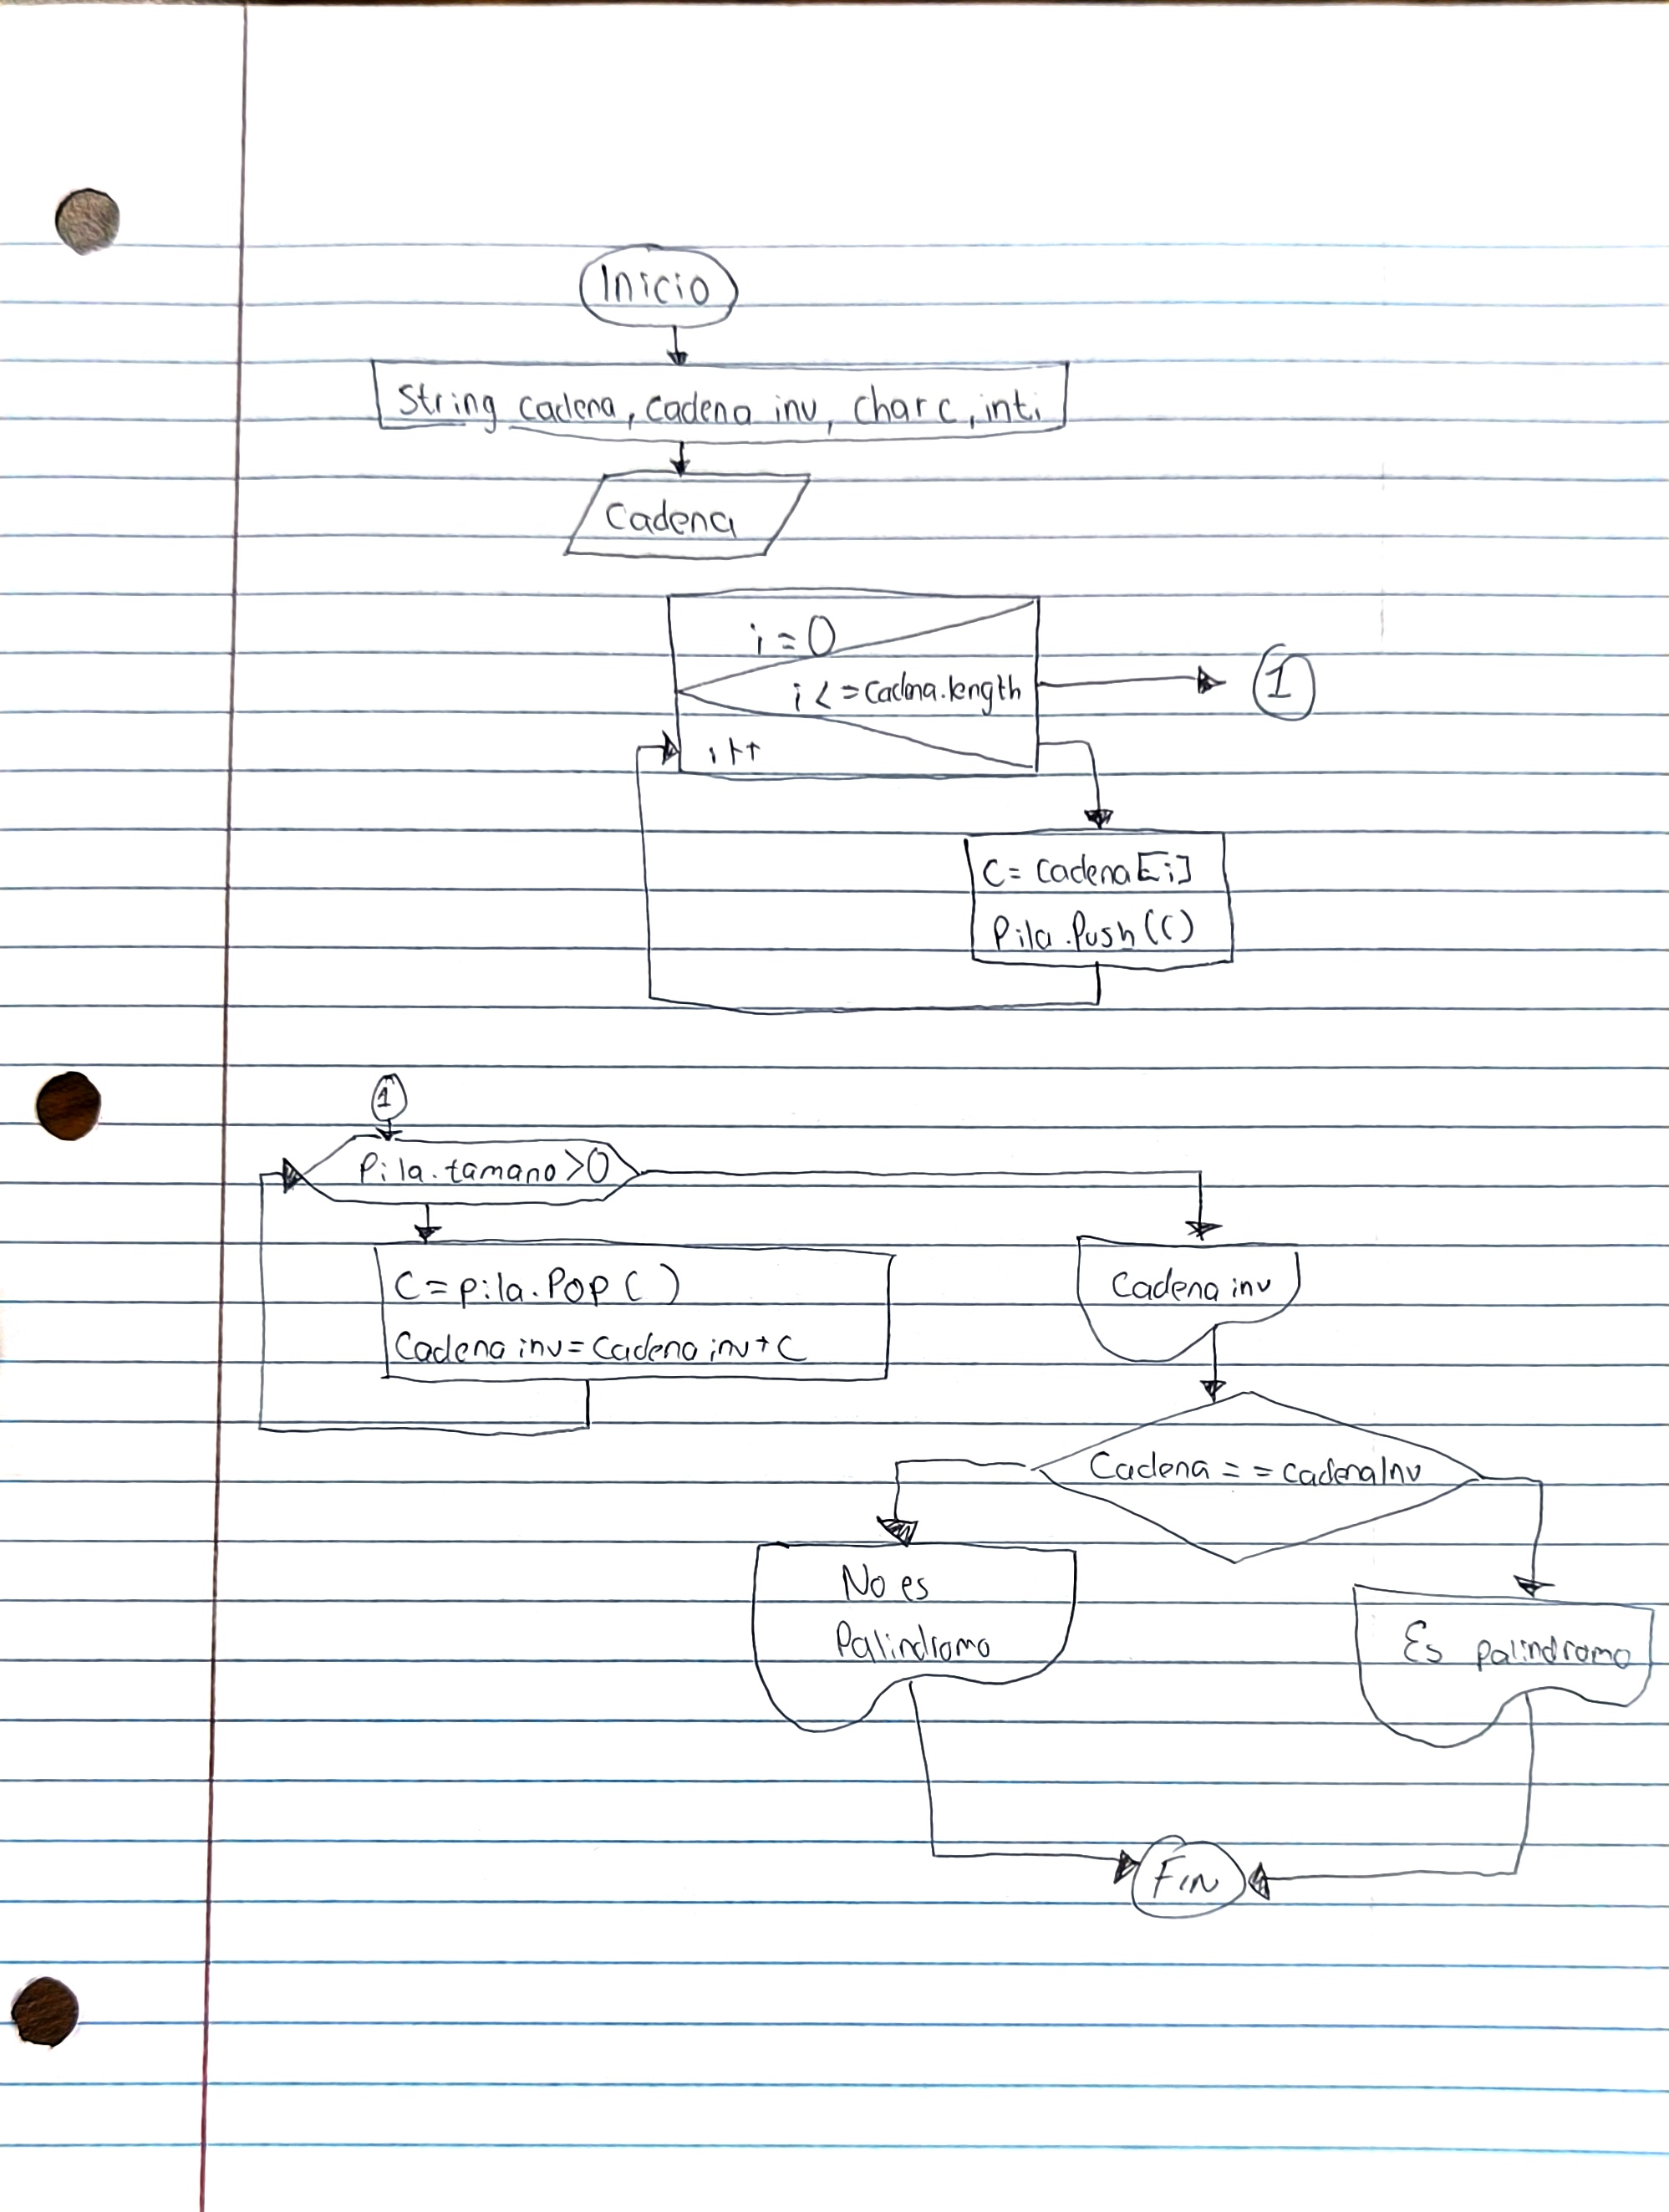 Inicio
String cadena, cadena inv, char c, int i
Cadena
i = 0
i <= cadena.length
1
i++
C = cadena[i]
Pila.Push(C)
1
Pila.tamano>0
C = pila.Pop( )
Cadena inv = cadena inv + C
Cadena inv
Cadena == cadenaInv
No es
Palindromo
Es palindromo
FIN